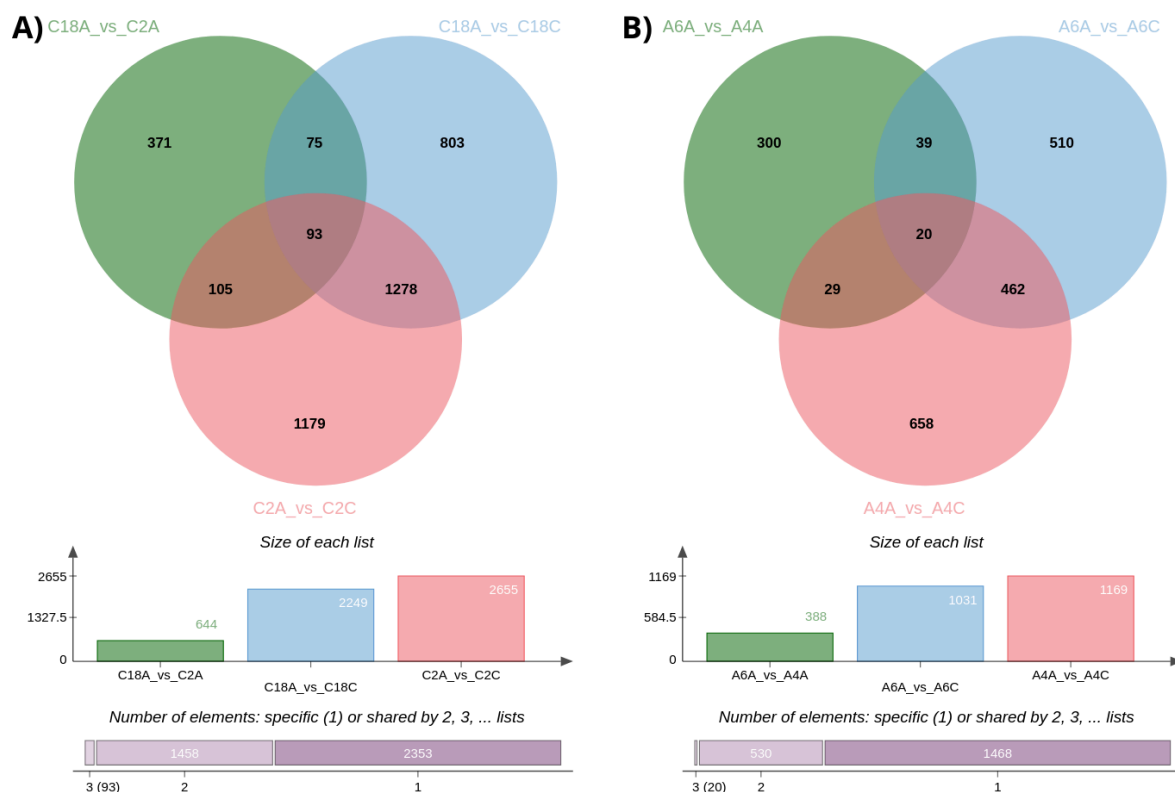 A)
C18A_vs_C2A
C18A_vs_C18C
371
75
803
93
105
1278
1179
C2A_vs_C2C
Size of each list
2655
1327.5
0
644
2249
2655
C18A_vs_C2A
C18A_vs_C18C
C2A_vs_C2C
Number of elements: specific (1) or shared by 2, 3, ... lists
1458
2353
3 (93)
2
1
B)
A6A_vs_A4A
A6A_vs_A6C
300
39
510
20
29
462
658
A4A_vs_A4C
Size of each list
1169
584.5
0
388
1031
1169
A6A_vs_A4A
A6A_vs_A6C
A4A_vs_A4C
Number of elements: specific (1) or shared by 2, 3, ... lists
530
1468
3 (20)
2
1